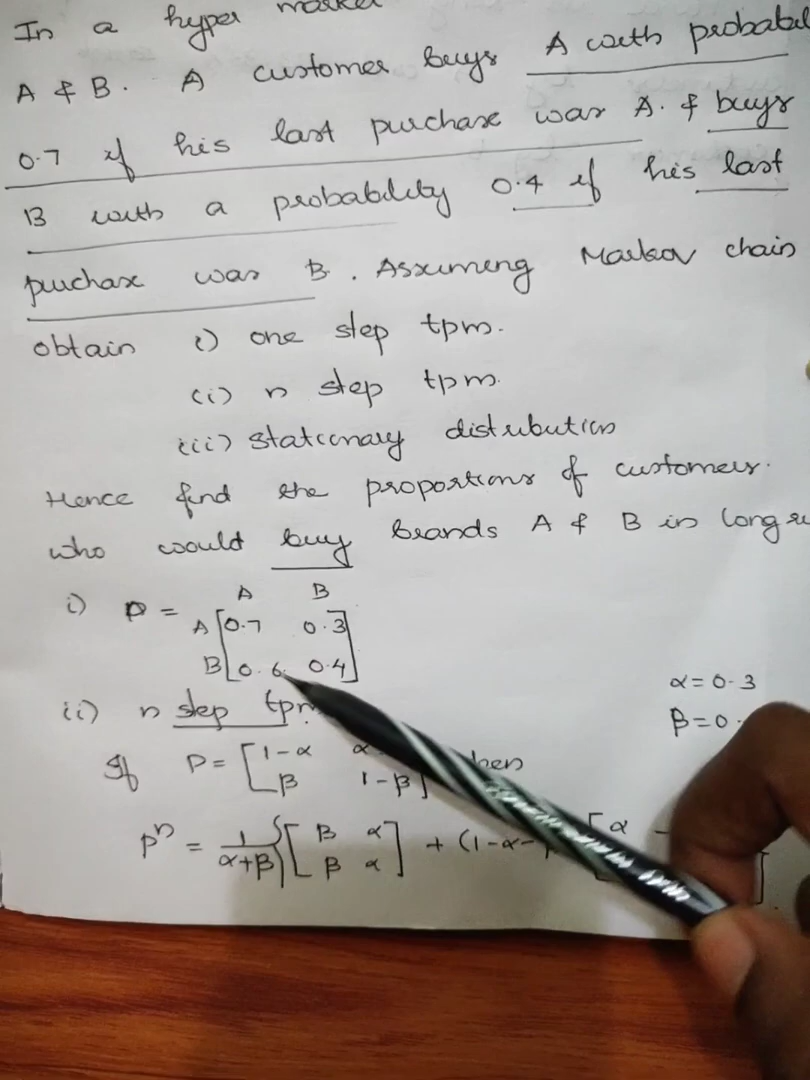 In a hyper market
A & B. A customer buys A with
0.7 if his last purchase was A. & buys
B with a probability 0.4 if his last
purchase was B. Assuming Markov chain
obtain i) one step tpm.
(ii) n step tpm.
iii) stationary distribution
Hence find the proportions of customers.
who would buy brands A & B in long
i) P = A B
A [0.7 0.3]
B [0.6 0.4]
α = 0.3
ii) n step
β = 0.
If P = [1-α
β 1-β]
Pⁿ = 1/(α+β) { [β α
β α] + (1-α- [α